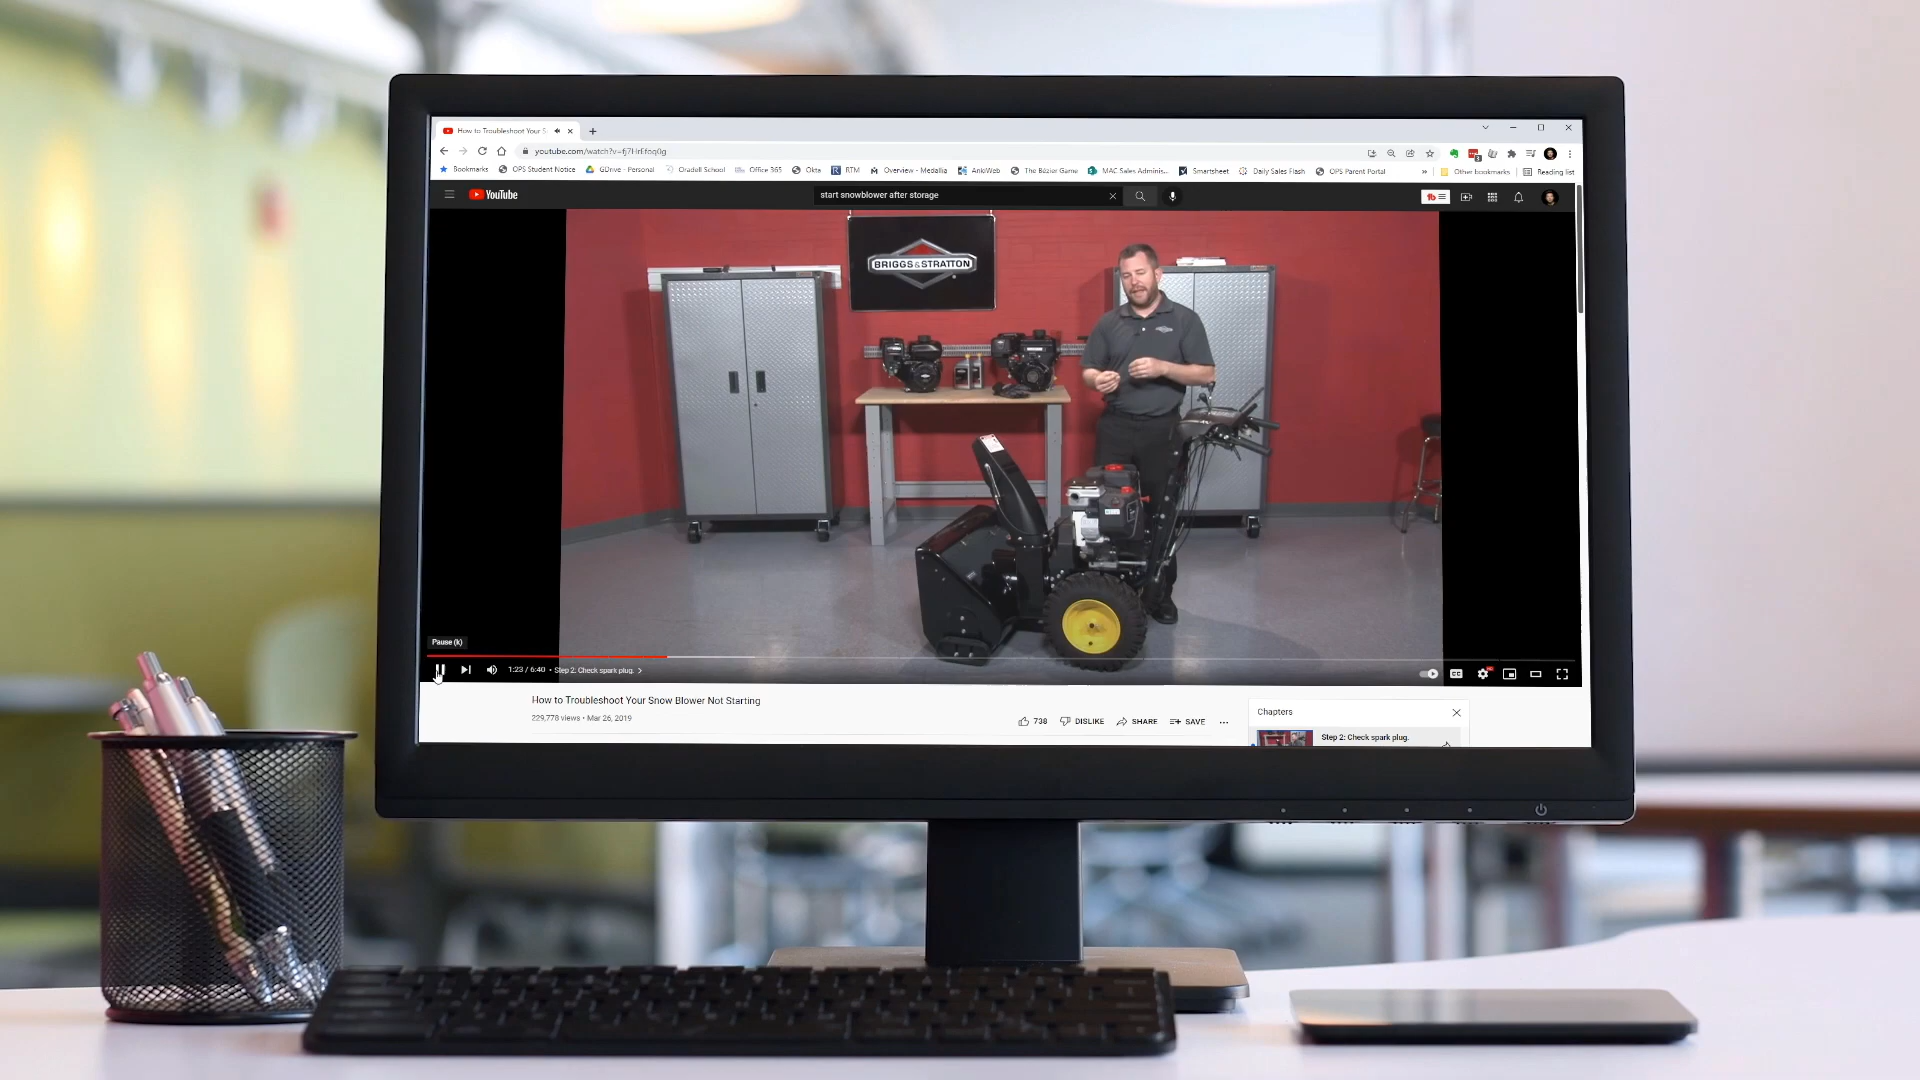 How to Troubleshoot Your S
youtube.com/watch?v=fj7HrEfoq0g
Bookmarks OPS Student Notice GDrive - Personal Oradell School Office 365 Okta RTM Overview - Medallia AnkiWeb The Bézier Game MAC Sales Adminis... Smartsheet Daily Sales Flash OPS Parent Portal » Other bookmarks Reading list
YouTube start snowblower after storage tb
BRIGGS & STRATTON
Pause (k)
1:23 / 6:40 • Step 2: Check spark plug. >
How to Troubleshoot Your Snow Blower Not Starting
229,778 views • Mar 26, 2019
738 DISLIKE SHARE SAVE ...
Chapters
Step 2: Check spark plug.